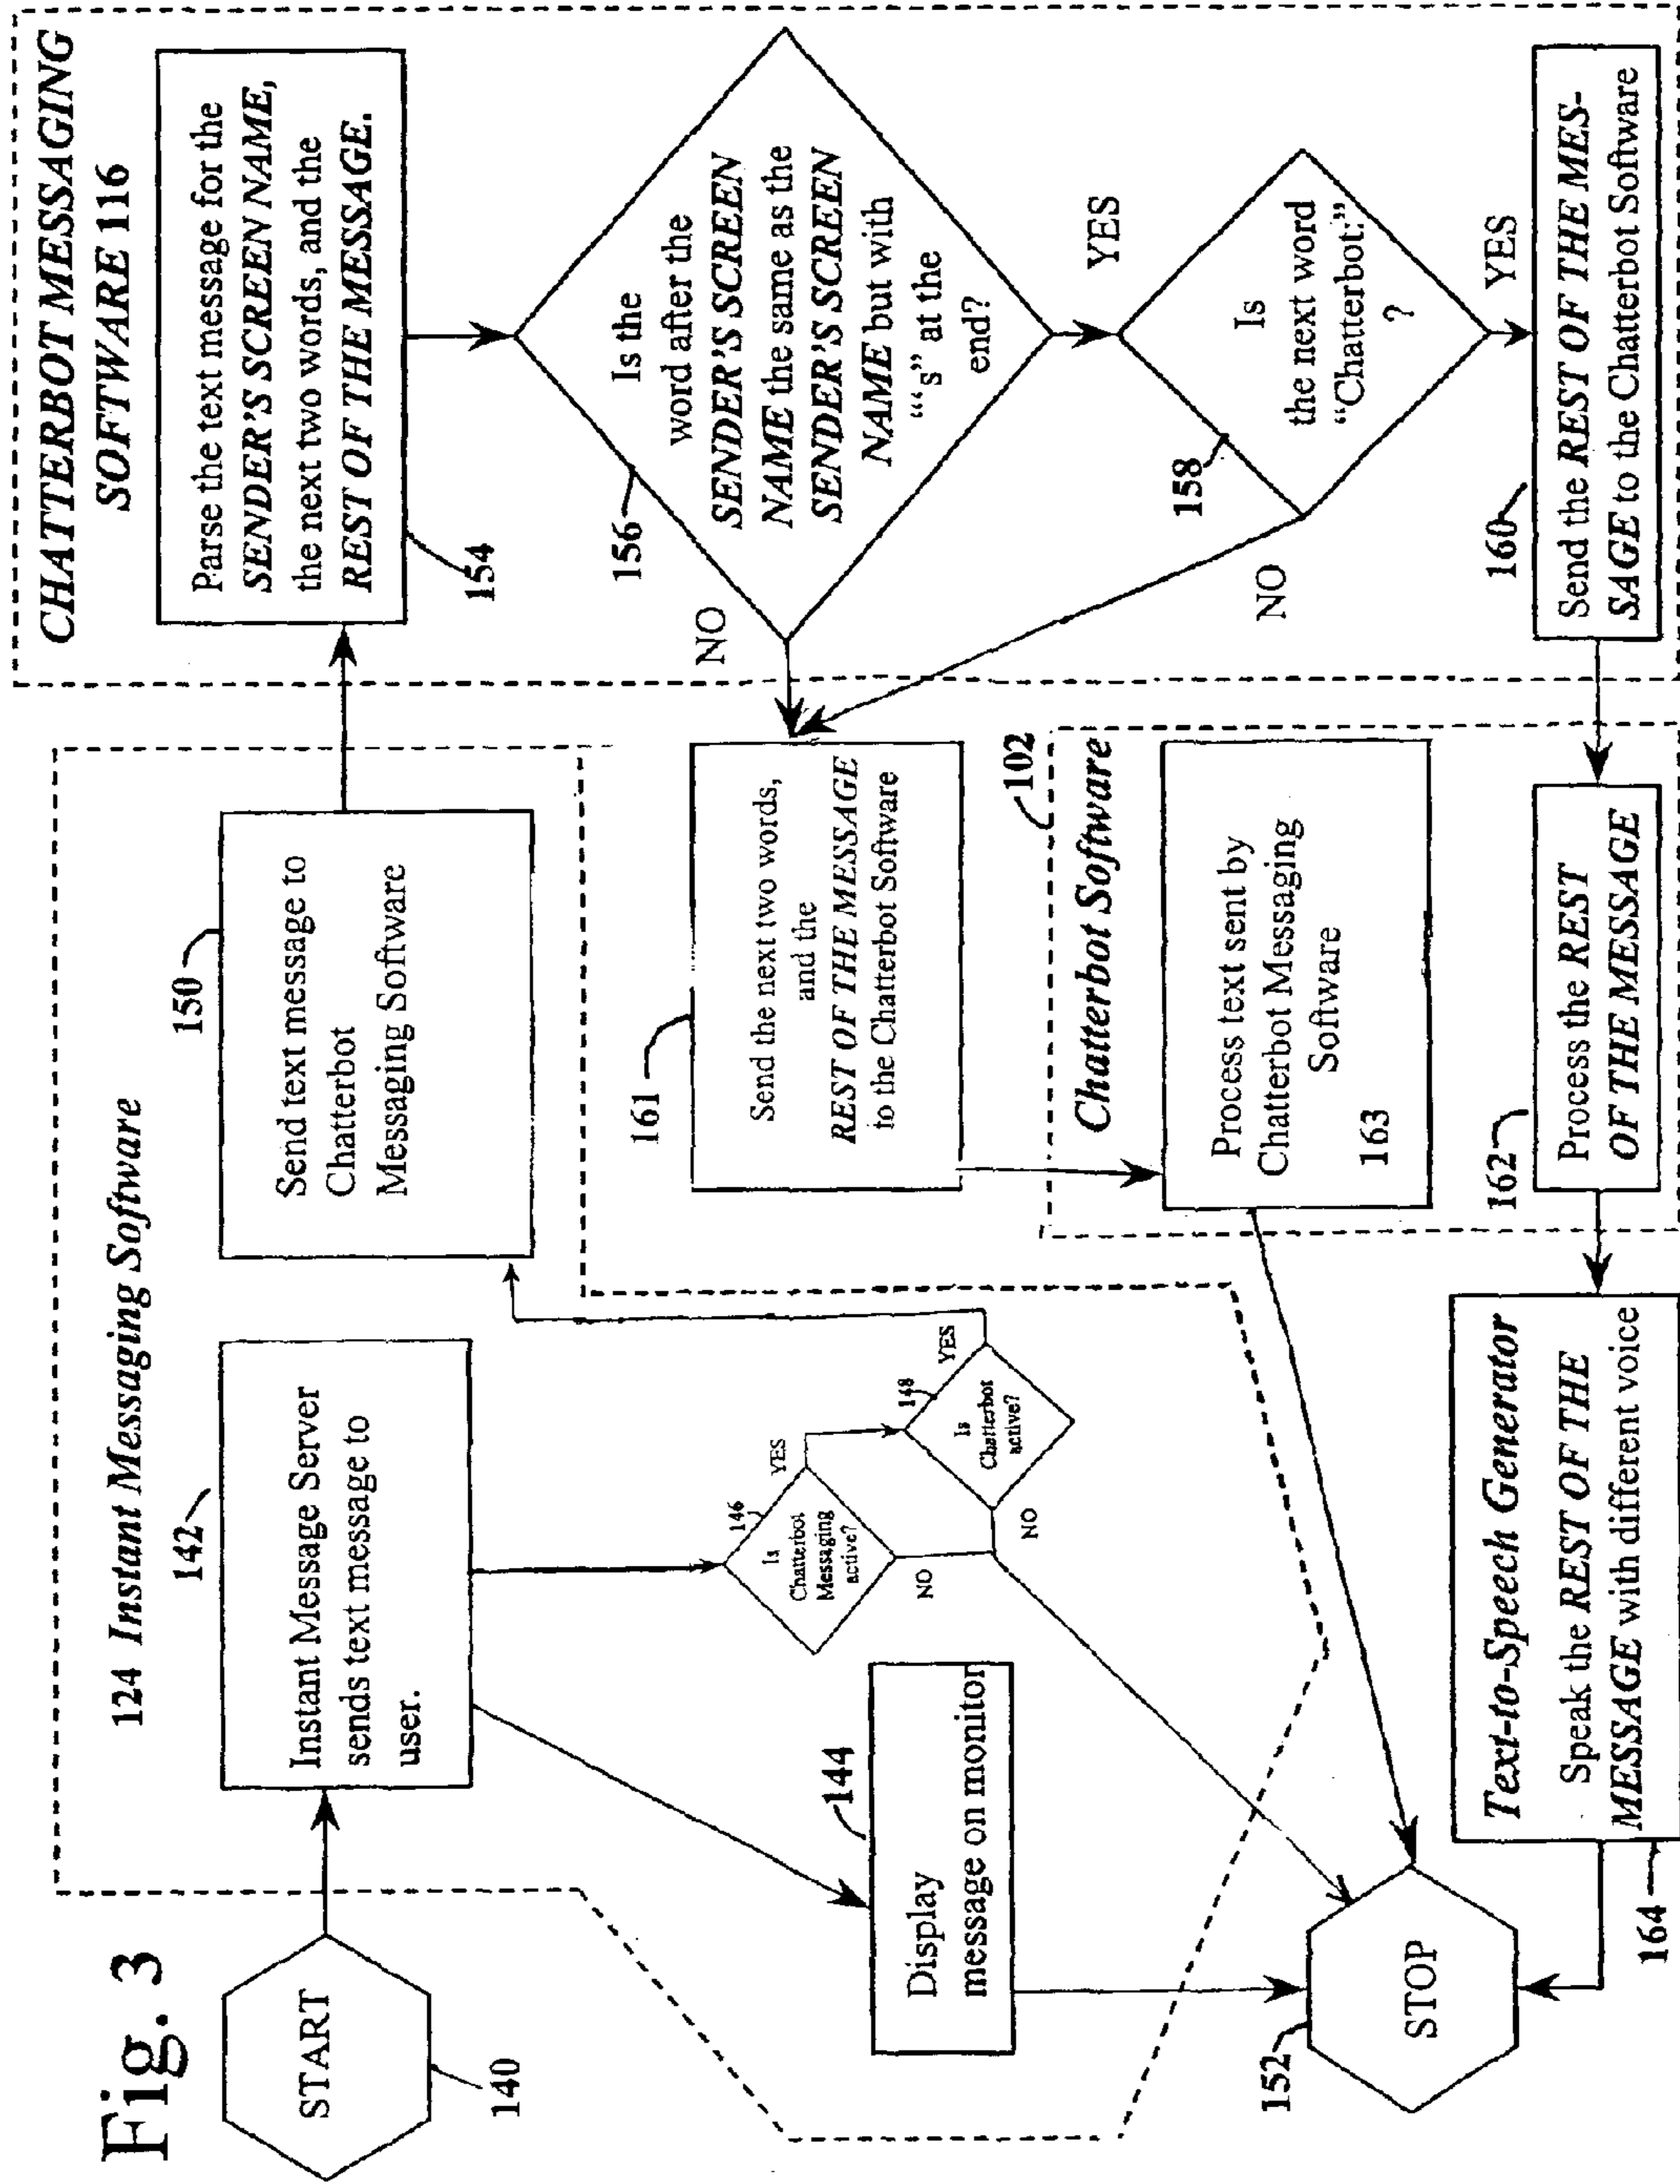 Fig. 3
START
140
124 Instant Messaging Software
142
Instant Message Server
sends text message to
user.
144
Display
message on monitor
146
Is
Chatterbot
Messaging
active?
YES
NO
148
Is
Chatterbot
active?
YES
NO
150
Send text message to
Chatterbot
Messaging Software
CHATTERBOT MESSAGING
SOFTWARE 116
Parse the text message for the
SENDER'S SCREEN NAME,
the next two words, and the
REST OF THE MESSAGE.
154
156
Is the
word after the
SENDER'S SCREEN
NAME the same as the
SENDER'S SCREEN
NAME but with
“‘s” at the
end?
NO
YES
158
Is
the next word
“Chatterbot:”
?
NO
YES
160
Send the REST OF THE MES-
SAGE to the Chatterbot Software
161
Send the next two words,
and the
REST OF THE MESSAGE
to the Chatterbot Software
102
Chatterbot Software
Process text sent by
Chatterbot Messaging
Software
163
162
Process the REST
OF THE MESSAGE
Text-to-Speech Generator
Speak the REST OF THE
MESSAGE with different voice
164
152
STOP